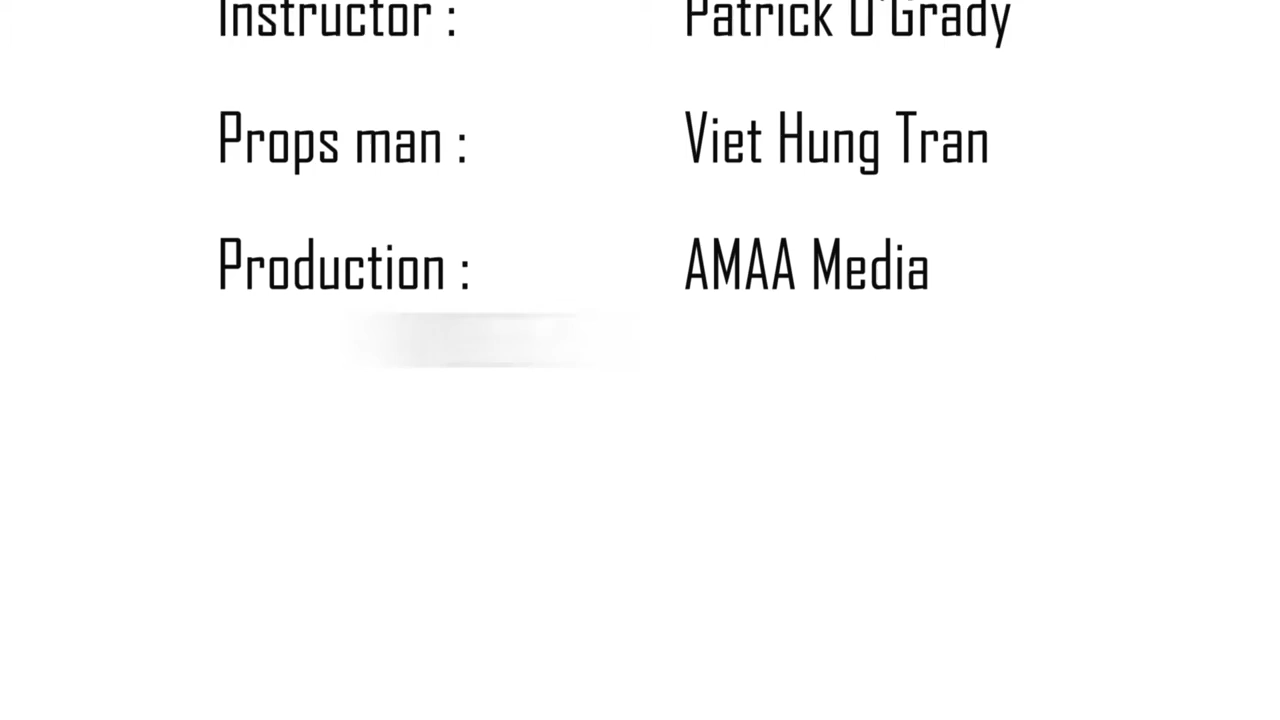 Instructor : Patrick O'Grady
Props man : Viet Hung Tran
Production : AMAA Media